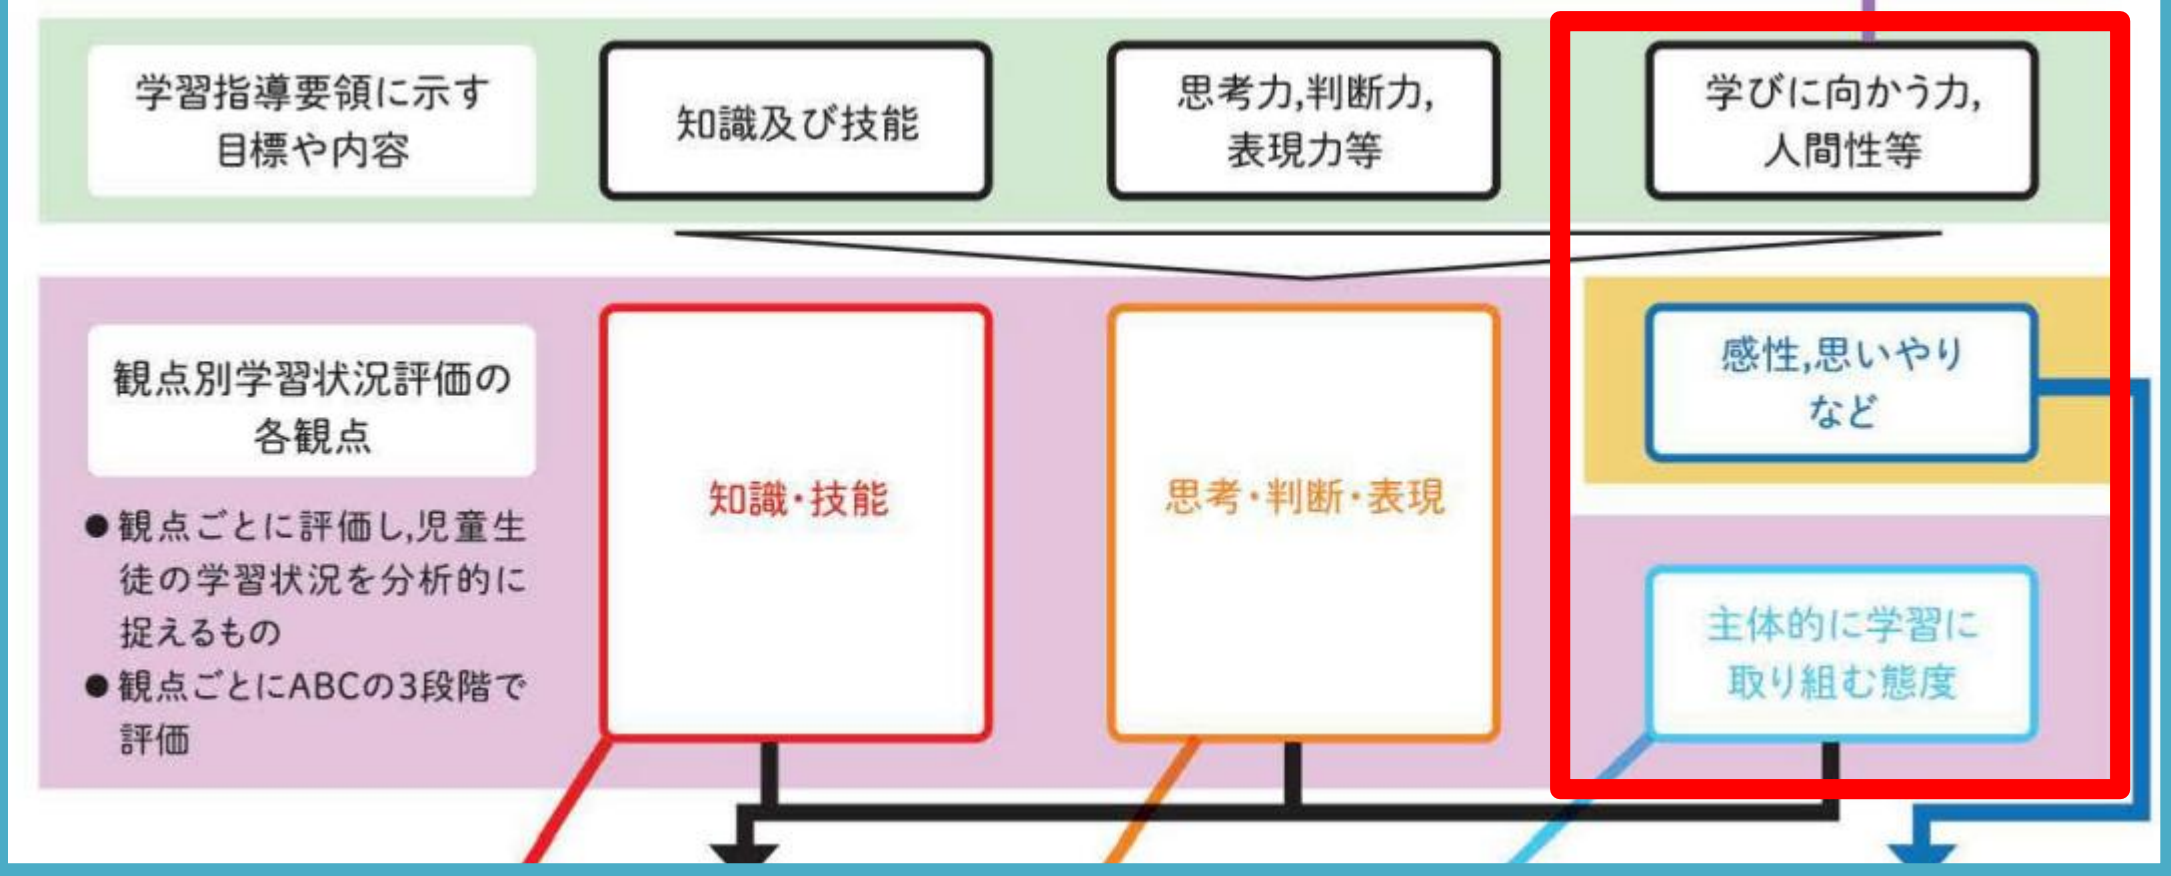 学習指導要領に示す
目標や内容
知識及び技能
思考力,判断力,
表現力等
学びに向かう力,
人間性等
観点別学習状況評価の
各観点
●観点ごとに評価し,児童生
徒の学習状況を分析的に
捉えるもの
●観点ごとにABCの3段階で
評価
知識・技能
思考・判断・表現
感性,思いやり
など
主体的に学習に
取り組む態度